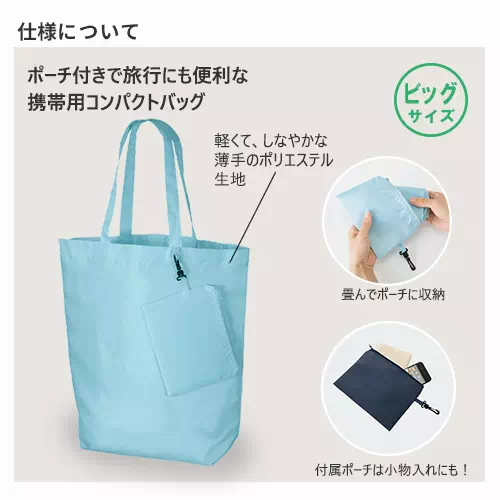 仕様について
ポーチ付きで旅行にも便利な
携帯用コンパクトバッグ
ビッグ
サイズ
軽くて、しなやかな
薄手のポリエステル
生地
畳んでポーチに収納
付属ポーチは小物入れにも！